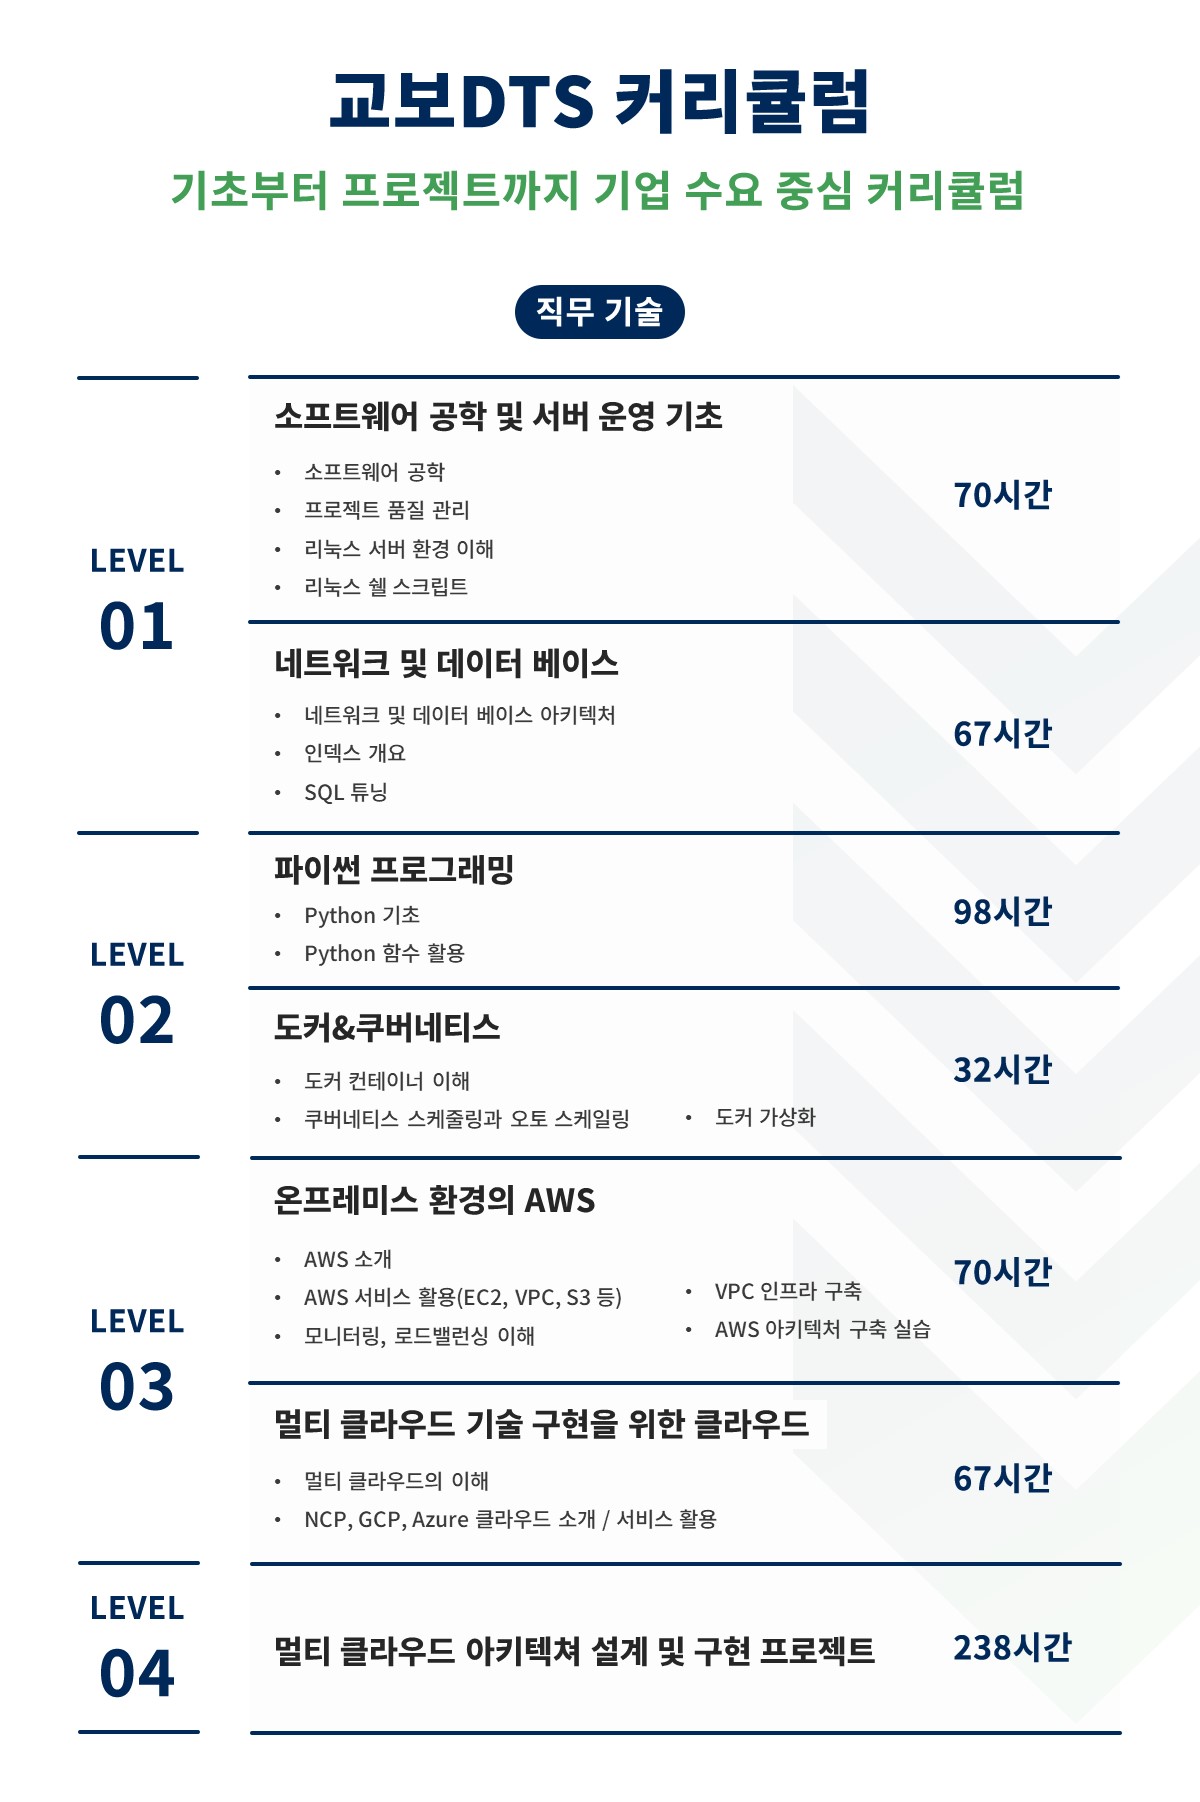 교보DTS 커리큘럼
기초부터 프로젝트까지 기업 수요 중심 커리큘럼
직무 기술
LEVEL
01
소프트웨어 공학 및 서버 운영 기초
• 소프트웨어 공학
• 프로젝트 품질 관리
• 리눅스 서버 환경 이해
• 리눅스 쉘 스크립트
70시간
네트워크 및 데이터 베이스
• 네트워크 및 데이터 베이스 아키텍처
• 인덱스 개요
• SQL 튜닝
67시간
LEVEL
02
파이썬 프로그래밍
• Python 기초
• Python 함수 활용
98시간
도커&쿠버네티스
• 도커 컨테이너 이해
• 쿠버네티스 스케줄링과 오토 스케일링
• 도커 가상화
32시간
LEVEL
03
온프레미스 환경의 AWS
• AWS 소개
• AWS 서비스 활용(EC2, VPC, S3 등)
• 모니터링, 로드밸런싱 이해
• VPC 인프라 구축
• AWS 아키텍처 구축 실습
70시간
멀티 클라우드 기술 구현을 위한 클라우드
• 멀티 클라우드의 이해
• NCP, GCP, Azure 클라우드 소개 / 서비스 활용
67시간
LEVEL
04
멀티 클라우드 아키텍쳐 설계 및 구현 프로젝트
238시간